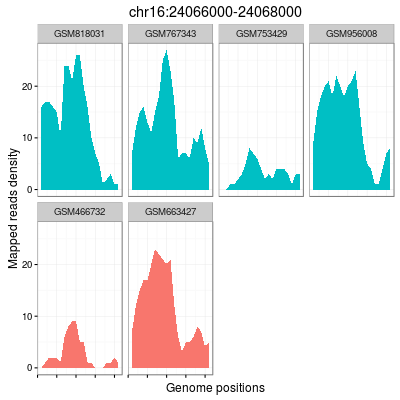 chr16:24066000-24068000
GSM818031 GSM767343 GSM753429 GSM956008
20
10
0
GSM466732 GSM663427
20
10
0
Mapped reads density
Genome positions